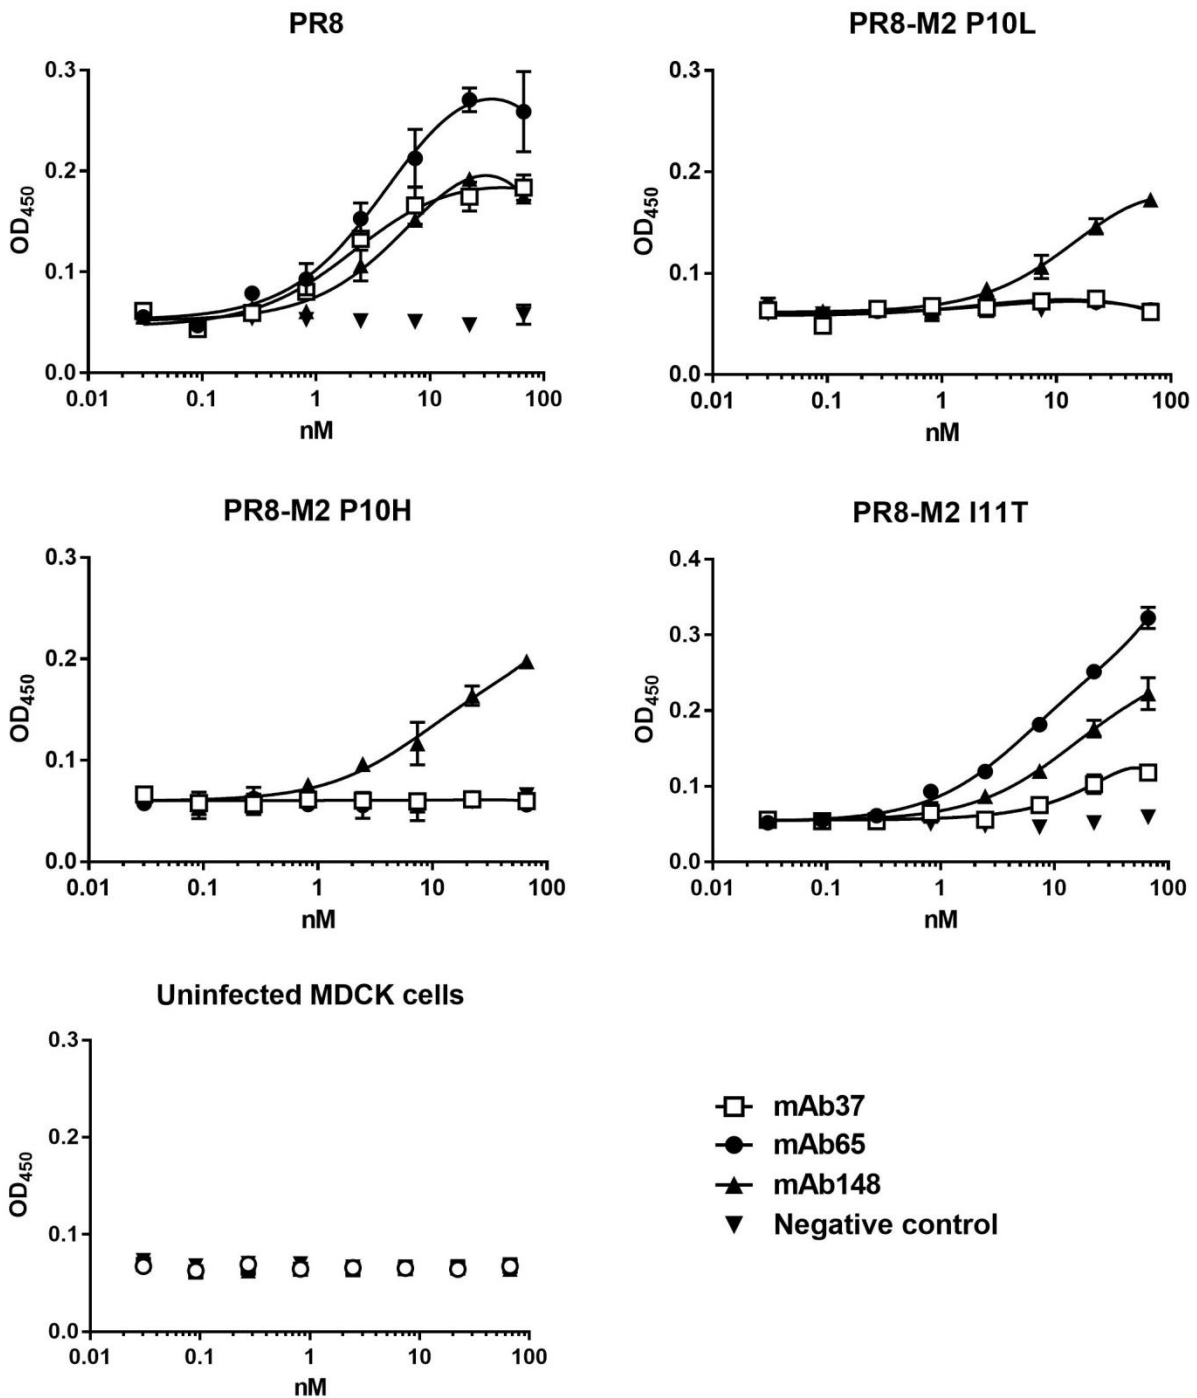 PR8
0.3
0.2
0.1
0.0
OD450
0.01 0.1 1 10 100
nM
PR8-M2 P10L
0.3
0.2
0.1
0.0
OD450
0.01 0.1 1 10 100
nM
PR8-M2 P10H
0.3
0.2
0.1
0.0
OD450
0.01 0.1 1 10 100
nM
PR8-M2 I11T
0.4
0.3
0.2
0.1
0.0
OD450
0.01 0.1 1 10 100
nM
Uninfected MDCK cells
0.3
0.2
0.1
0.0
OD450
0.01 0.1 1 10 100
nM
mAb37
mAb65
mAb148
Negative control